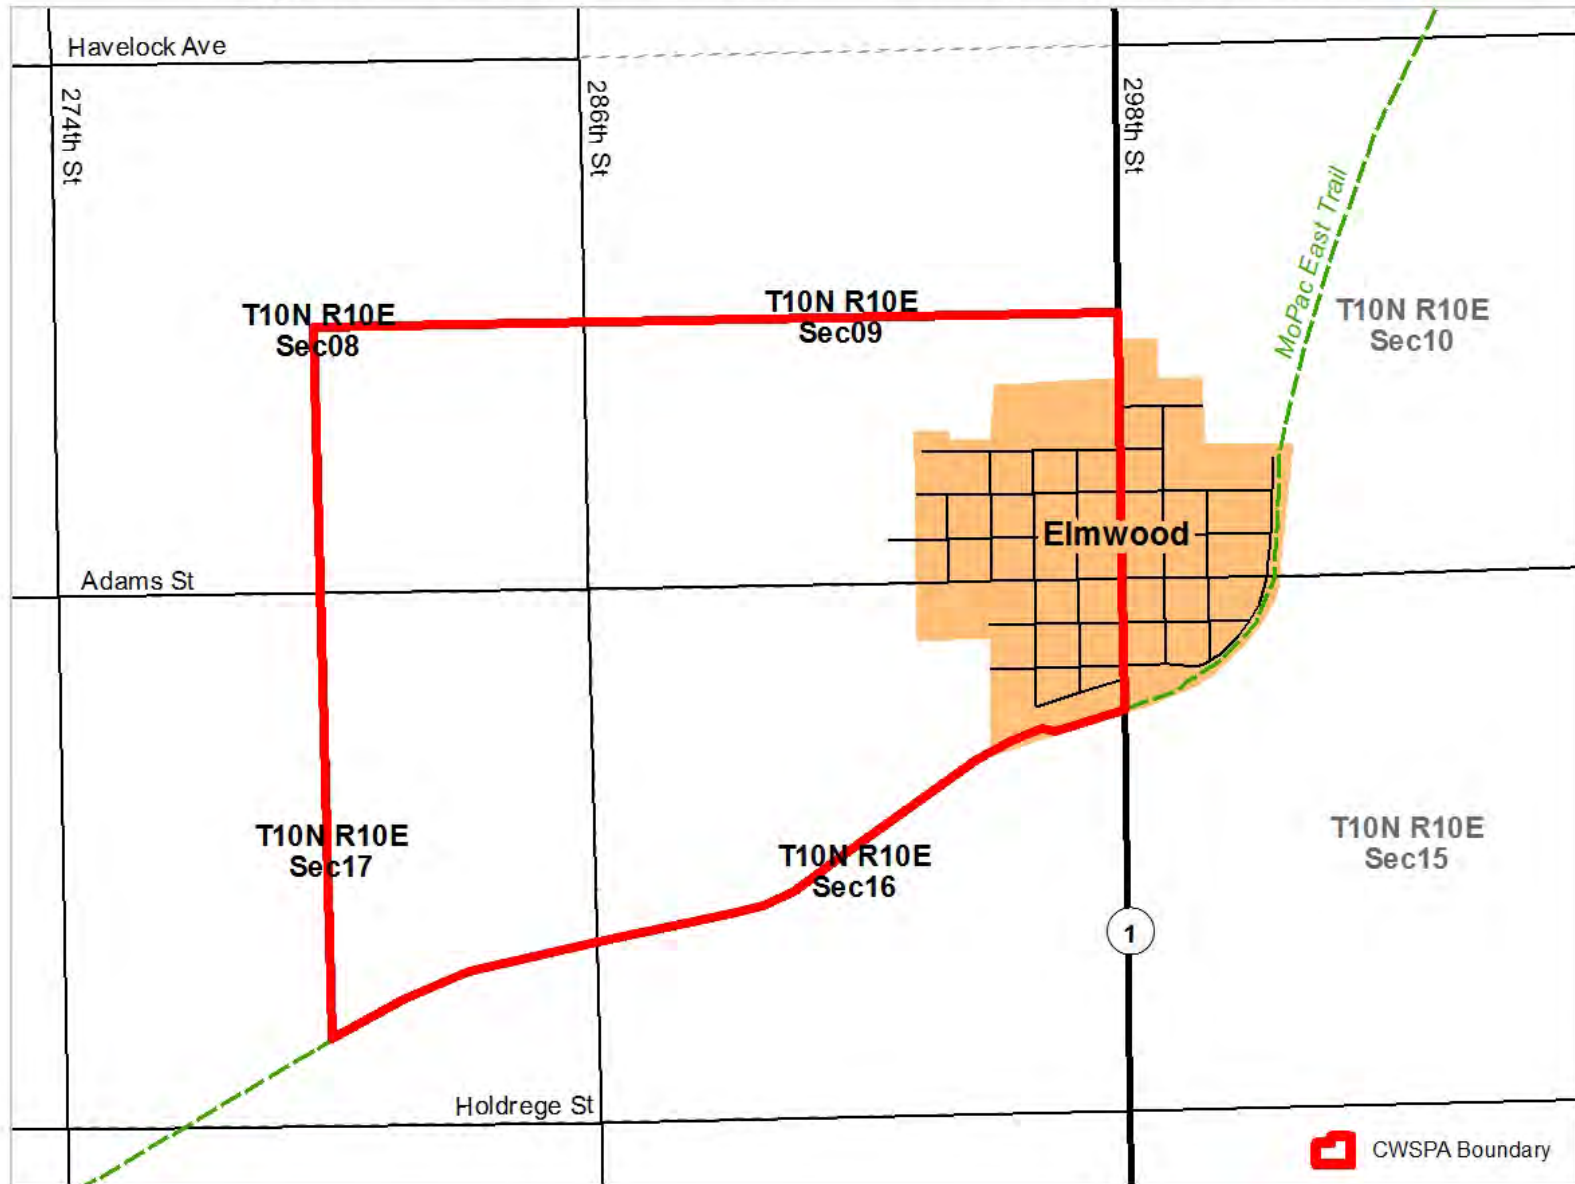 Havelock Ave
274th St
286th St
298th St
MoPac East Trail
T10N R10E
Sec08
T10N R10E
Sec09
T10N R10E
Sec10
Elmwood
Adams St
T10N R10E
Sec17
T10N R10E
Sec16
T10N R10E
Sec15
1
Holdrege St
CWSPA Boundary